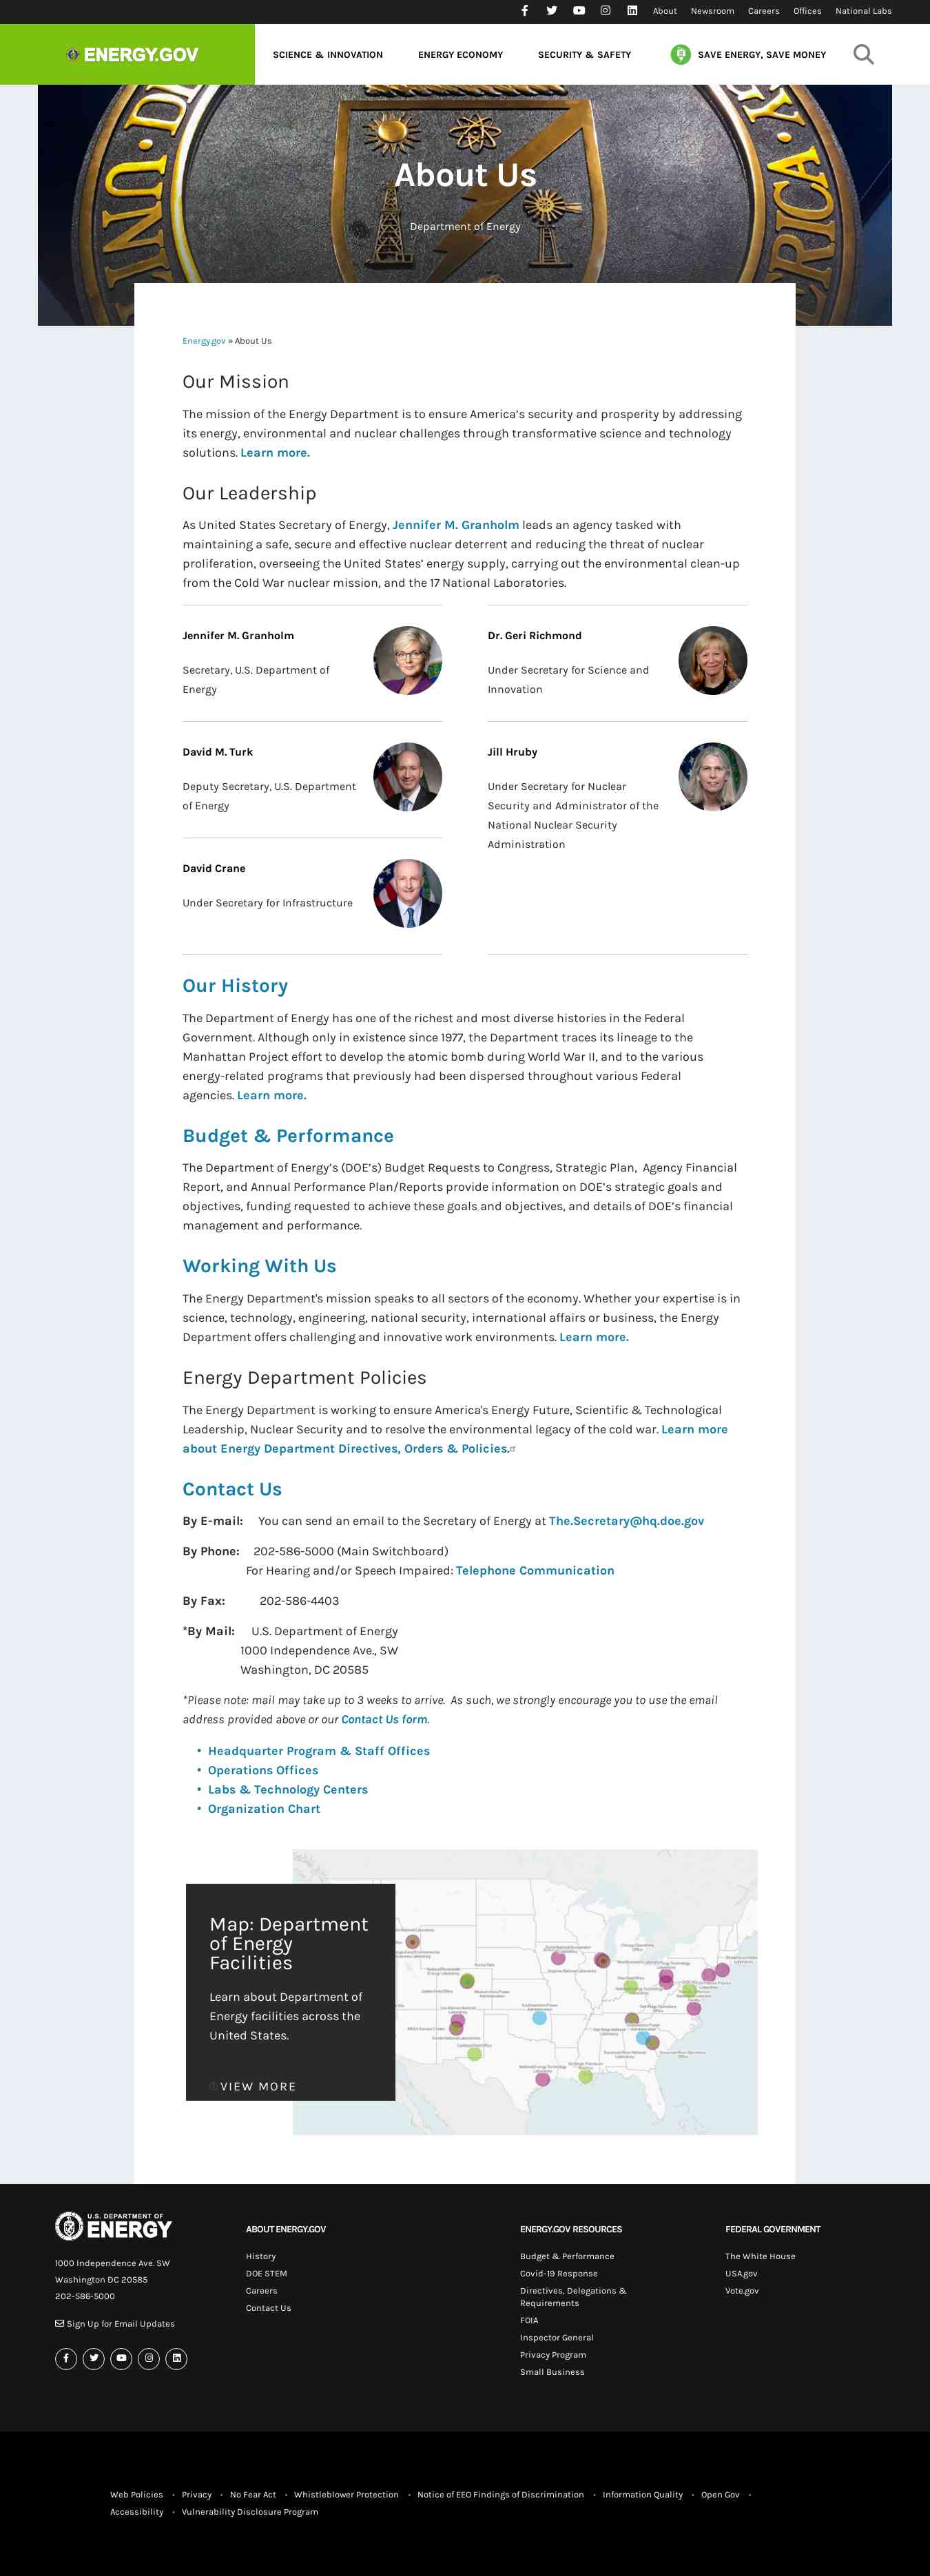 About Newsroom Careers Offices National Labs
ENERGY.GOV
SCIENCE & INNOVATION ENERGY ECONOMY SECURITY & SAFETY SAVE ENERGY, SAVE MONEY
About Us
Department of Energy
Energy.gov » About Us
Our Mission
The mission of the Energy Department is to ensure America’s security and prosperity by addressing
its energy, environmental and nuclear challenges through transformative science and technology
solutions. Learn more.
Our Leadership
As United States Secretary of Energy, Jennifer M. Granholm leads an agency tasked with
maintaining a safe, secure and effective nuclear deterrent and reducing the threat of nuclear
proliferation, overseeing the United States’ energy supply, carrying out the environmental clean-up
from the Cold War nuclear mission, and the 17 National Laboratories.
Jennifer M. Granholm
Secretary, U.S. Department of
Energy
Dr. Geri Richmond
Under Secretary for Science and
Innovation
David M. Turk
Deputy Secretary, U.S. Department
of Energy
Jill Hruby
Under Secretary for Nuclear
Security and Administrator of the
National Nuclear Security
Administration
David Crane
Under Secretary for Infrastructure
Our History
The Department of Energy has one of the richest and most diverse histories in the Federal
Government. Although only in existence since 1977, the Department traces its lineage to the
Manhattan Project effort to develop the atomic bomb during World War II, and to the various
energy-related programs that previously had been dispersed throughout various Federal
agencies. Learn more.
Budget & Performance
The Department of Energy’s (DOE’s) Budget Requests to Congress, Strategic Plan,  Agency Financial
Report, and Annual Performance Plan/Reports provide information on DOE’s strategic goals and
objectives, funding requested to achieve these goals and objectives, and details of DOE’s financial
management and performance.
Working With Us
The Energy Department's mission speaks to all sectors of the economy. Whether your expertise is in
science, technology, engineering, national security, international affairs or business, the Energy
Department offers challenging and innovative work environments. Learn more.
Energy Department Policies
The Energy Department is working to ensure America's Energy Future, Scientific & Technological
Leadership, Nuclear Security and to resolve the environmental legacy of the cold war. Learn more
about Energy Department Directives, Orders & Policies.
Contact Us
By E-mail: You can send an email to the Secretary of Energy at The.Secretary@hq.doe.gov
By Phone: 202-586-5000 (Main Switchboard)
For Hearing and/or Speech Impaired: Telephone Communication
By Fax: 202-586-4403
*By Mail: U.S. Department of Energy
1000 Independence Ave., SW
Washington, DC 20585
*Please note: mail may take up to 3 weeks to arrive.  As such, we strongly encourage you to use the email
address provided above or our Contact Us form.
• Headquarter Program & Staff Offices
• Operations Offices
• Labs & Technology Centers
• Organization Chart
Map: Department
of Energy
Facilities
Learn about Department of
Energy facilities across the
United States.
VIEW MORE
U.S. DEPARTMENT OF
ENERGY
1000 Independence Ave. SW
Washington DC 20585
202-586-5000
Sign Up for Email Updates
ABOUT ENERGY.GOV
History
DOE STEM
Careers
Contact Us
ENERGY.GOV RESOURCES
Budget & Performance
Covid-19 Response
Directives, Delegations &
Requirements
FOIA
Inspector General
Privacy Program
Small Business
FEDERAL GOVERNMENT
The White House
USA.gov
Vote.gov
Web Policies • Privacy • No Fear Act • Whistleblower Protection • Notice of EEO Findings of Discrimination • Information Quality • Open Gov •
Accessibility • Vulnerability Disclosure Program